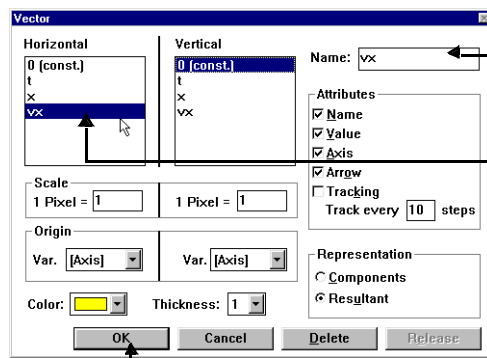 Vector
Horizontal
0 (const.)
t
x
vx
Vertical
0 (const.)
t
x
vx
Name: vx
Attributes
Name
Value
Axis
Arrow
Tracking
Track every 10 steps
Scale
1 Pixel = 1
1 Pixel = 1
Origin
Var. [Axis]
Var. [Axis]
Representation
Components
Resultant
Color:
Thickness: 1
OK
Cancel
Delete
Release